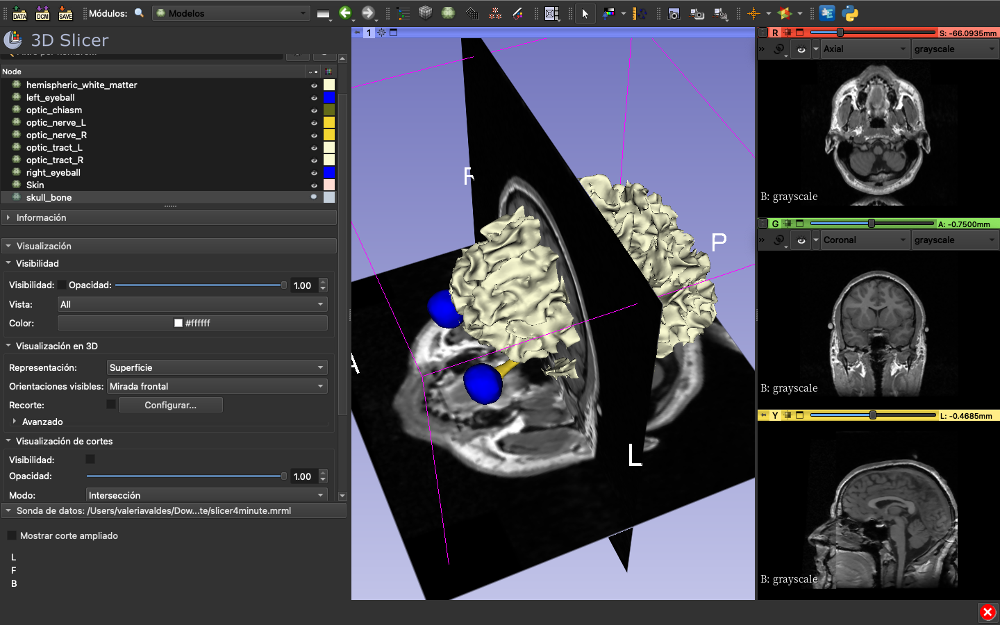 DATA
DCM
SAVE
Módulos:
Modelos
3D Slicer
Node
hemispheric_white_matter
left_eyeball
optic_chiasm
optic_nerve_L
optic_nerve_R
optic_tract_L
optic_tract_R
right_eyeball
Skin
skull_bone
Información
Visualización
Visibilidad
Visibilidad: Opacidad: 1.00
Vista: All
Color: #ffffff
Visualización en 3D
Representación: Superficie
Orientaciones visibles: Mirada frontal
Recorte: Configurar...
Avanzado
Visualización de cortes
Visibilidad:
Opacidad: 1.00
Modo: Intersección
Sonda de datos: /Users/valeriavaldes/Dow...te/slicer4minute.mrml
Mostrar corte ampliado
L
F
B
1
R
P
A
L
R S: -66.0935mm
» Axial grayscale
B: grayscale
G A: -0.7500mm
» Coronal grayscale
B: grayscale
Y L: -0.4685mm
B: grayscale